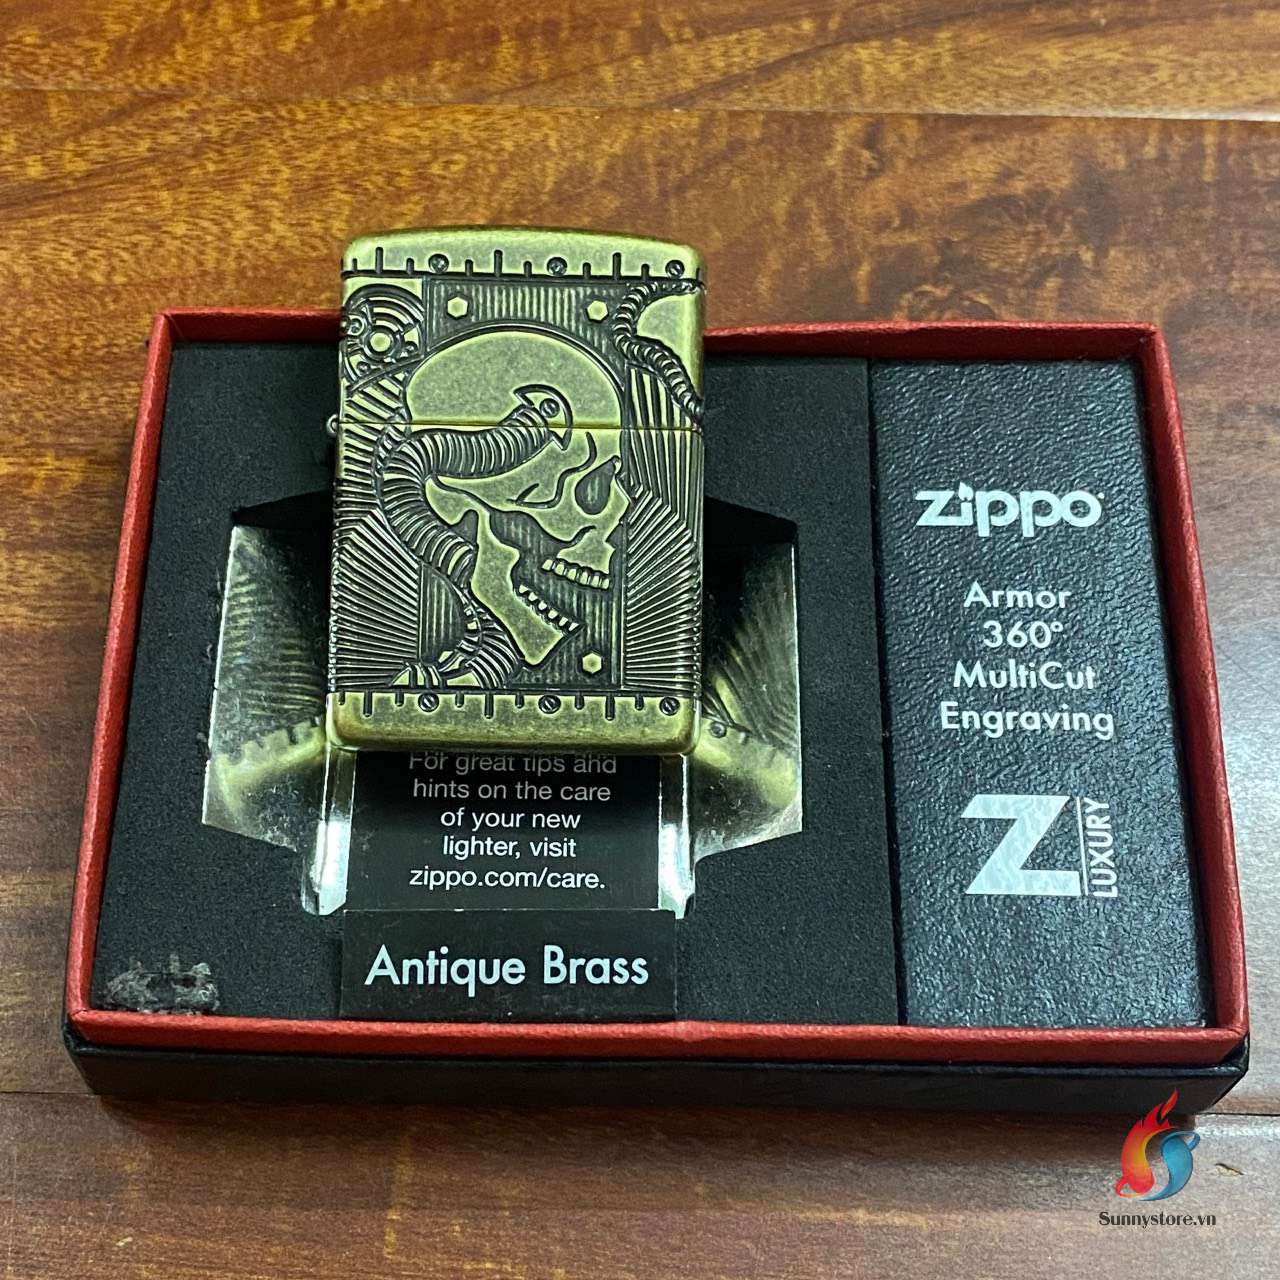 zippo
Armor
360°
MultiCut
Engraving
Z LUXURY
For great tips and
hints on the care
of your new
lighter, visit
zippo.com/care.
Antique Brass
Sunnystore.vn